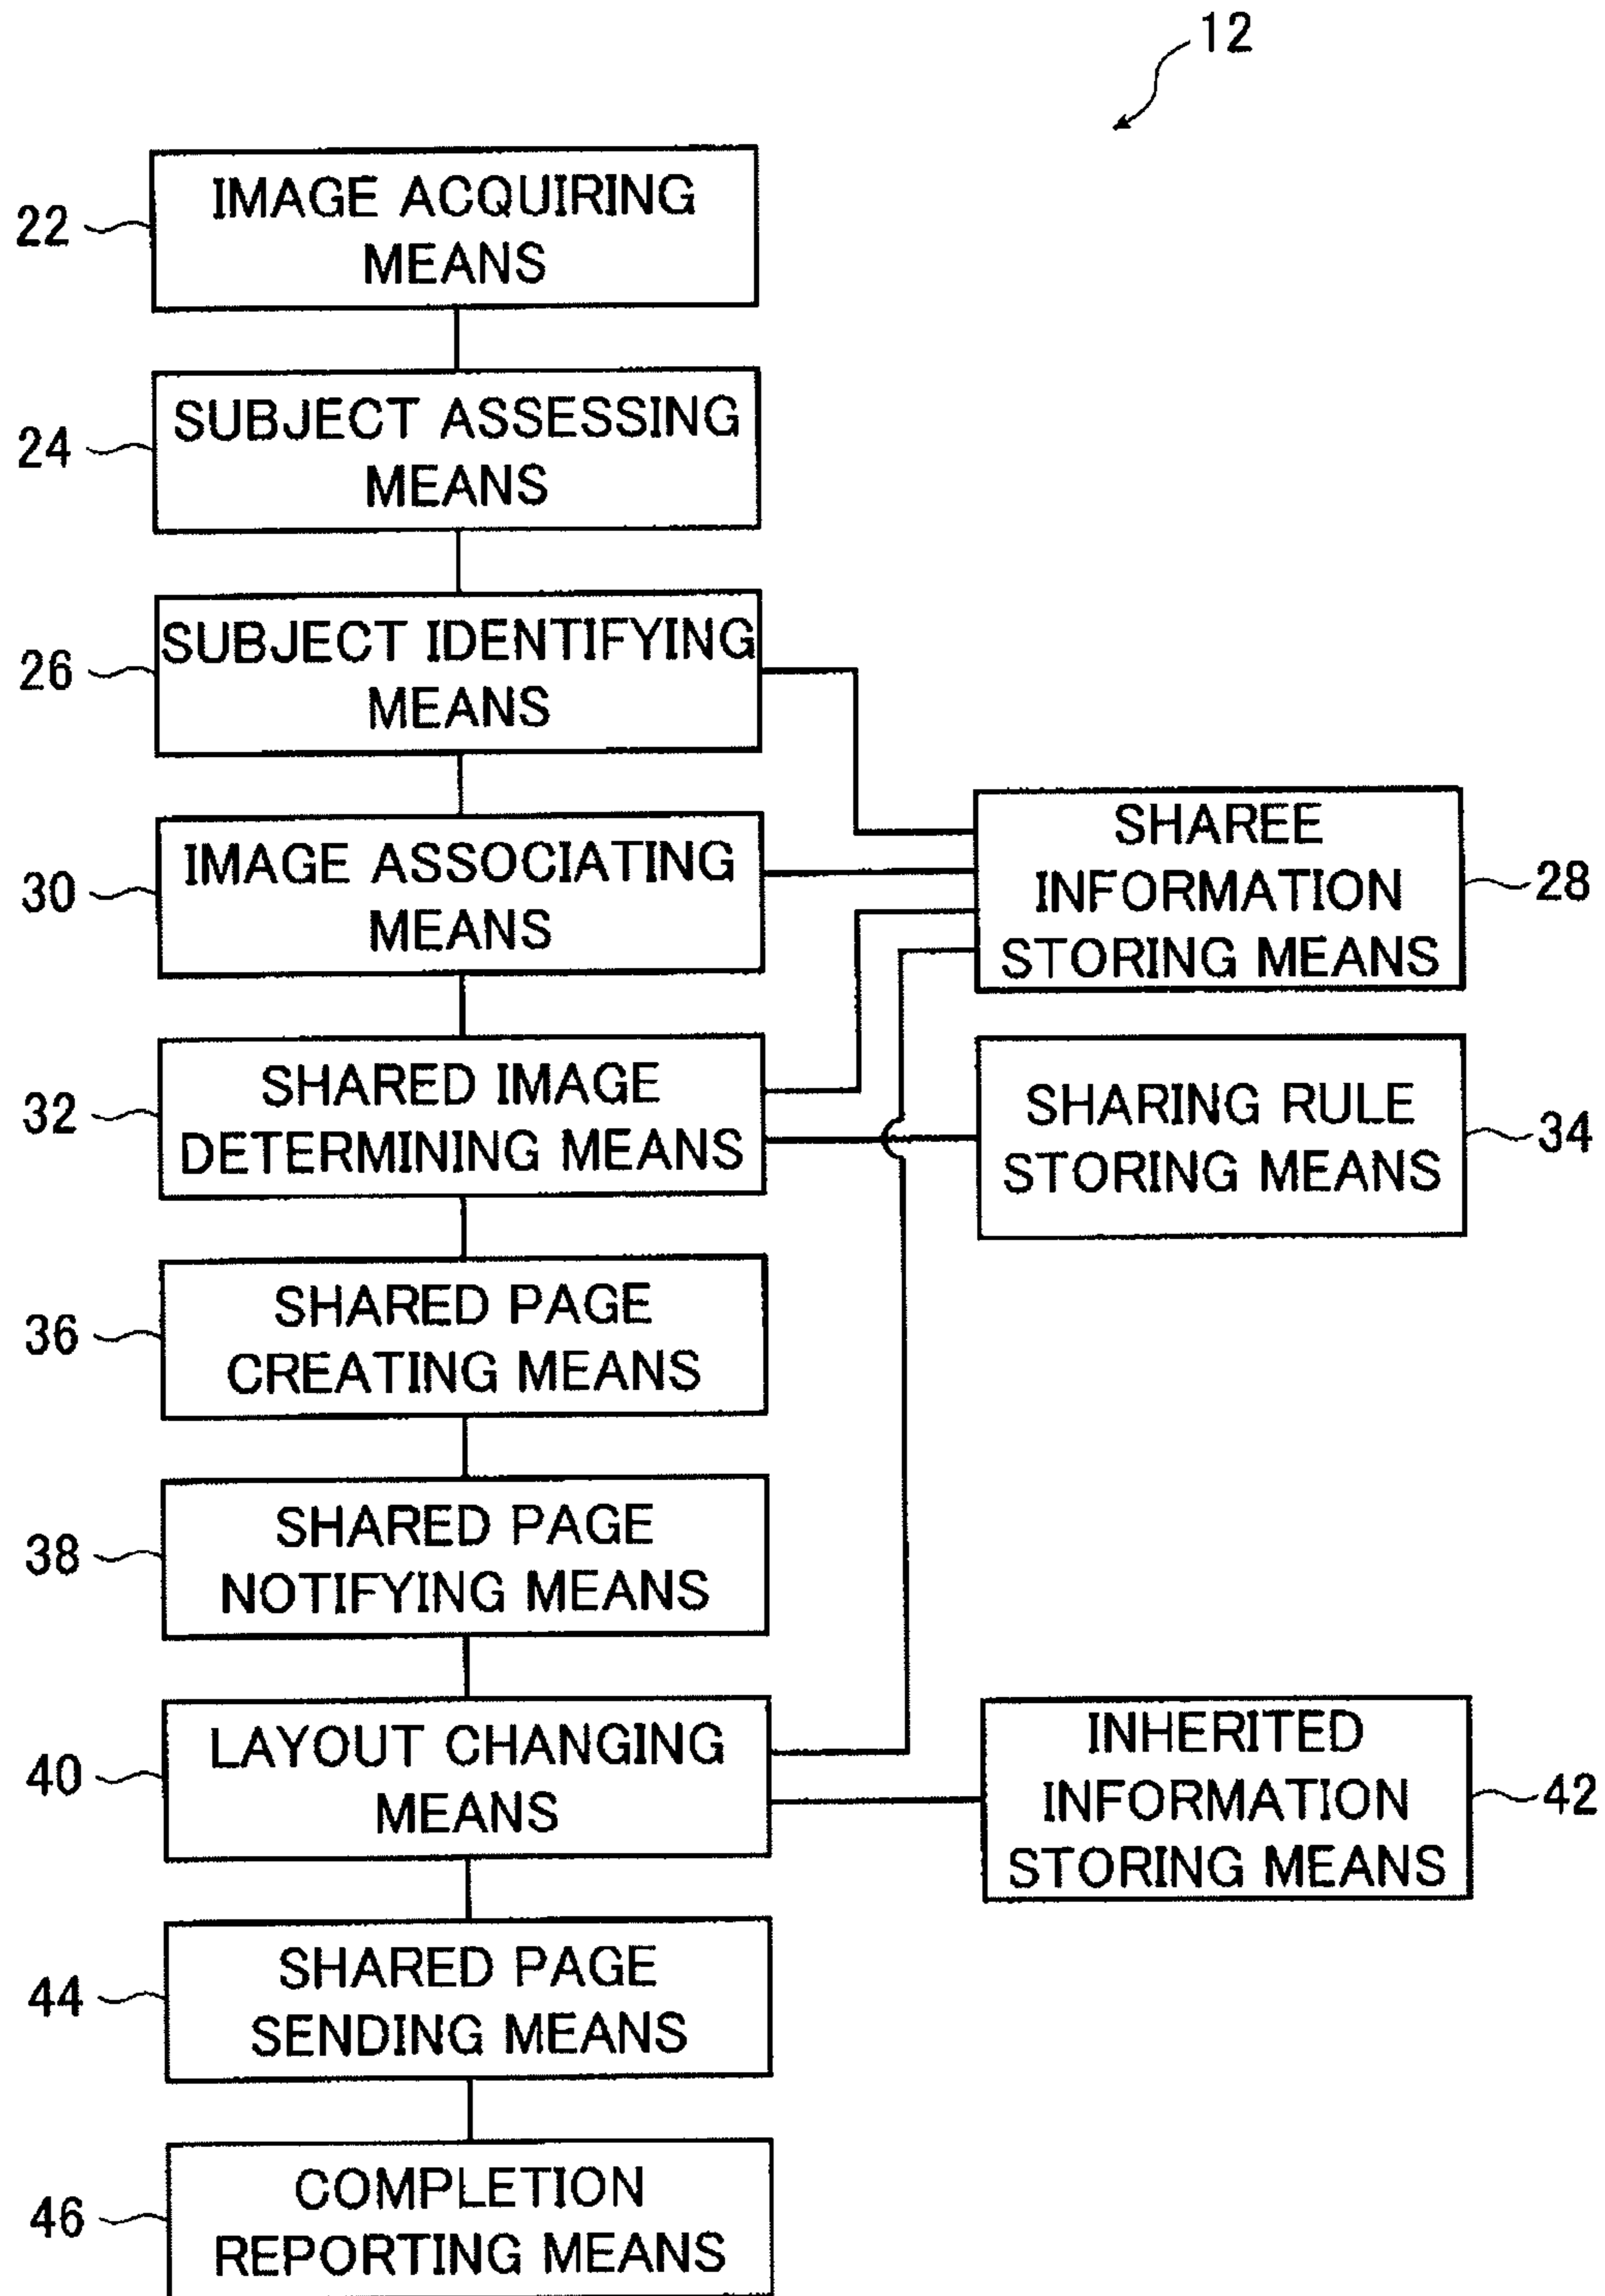 12
22
IMAGE ACQUIRING
MEANS
24
SUBJECT ASSESSING
MEANS
26
SUBJECT IDENTIFYING
MEANS
30
IMAGE ASSOCIATING
MEANS
SHAREE
INFORMATION
STORING MEANS
28
32
SHARED IMAGE
DETERMINING MEANS
SHARING RULE
STORING MEANS
34
36
SHARED PAGE
CREATING MEANS
38
SHARED PAGE
NOTIFYING MEANS
40
LAYOUT CHANGING
MEANS
INHERITED
INFORMATION
STORING MEANS
42
44
SHARED PAGE
SENDING MEANS
46
COMPLETION
REPORTING MEANS